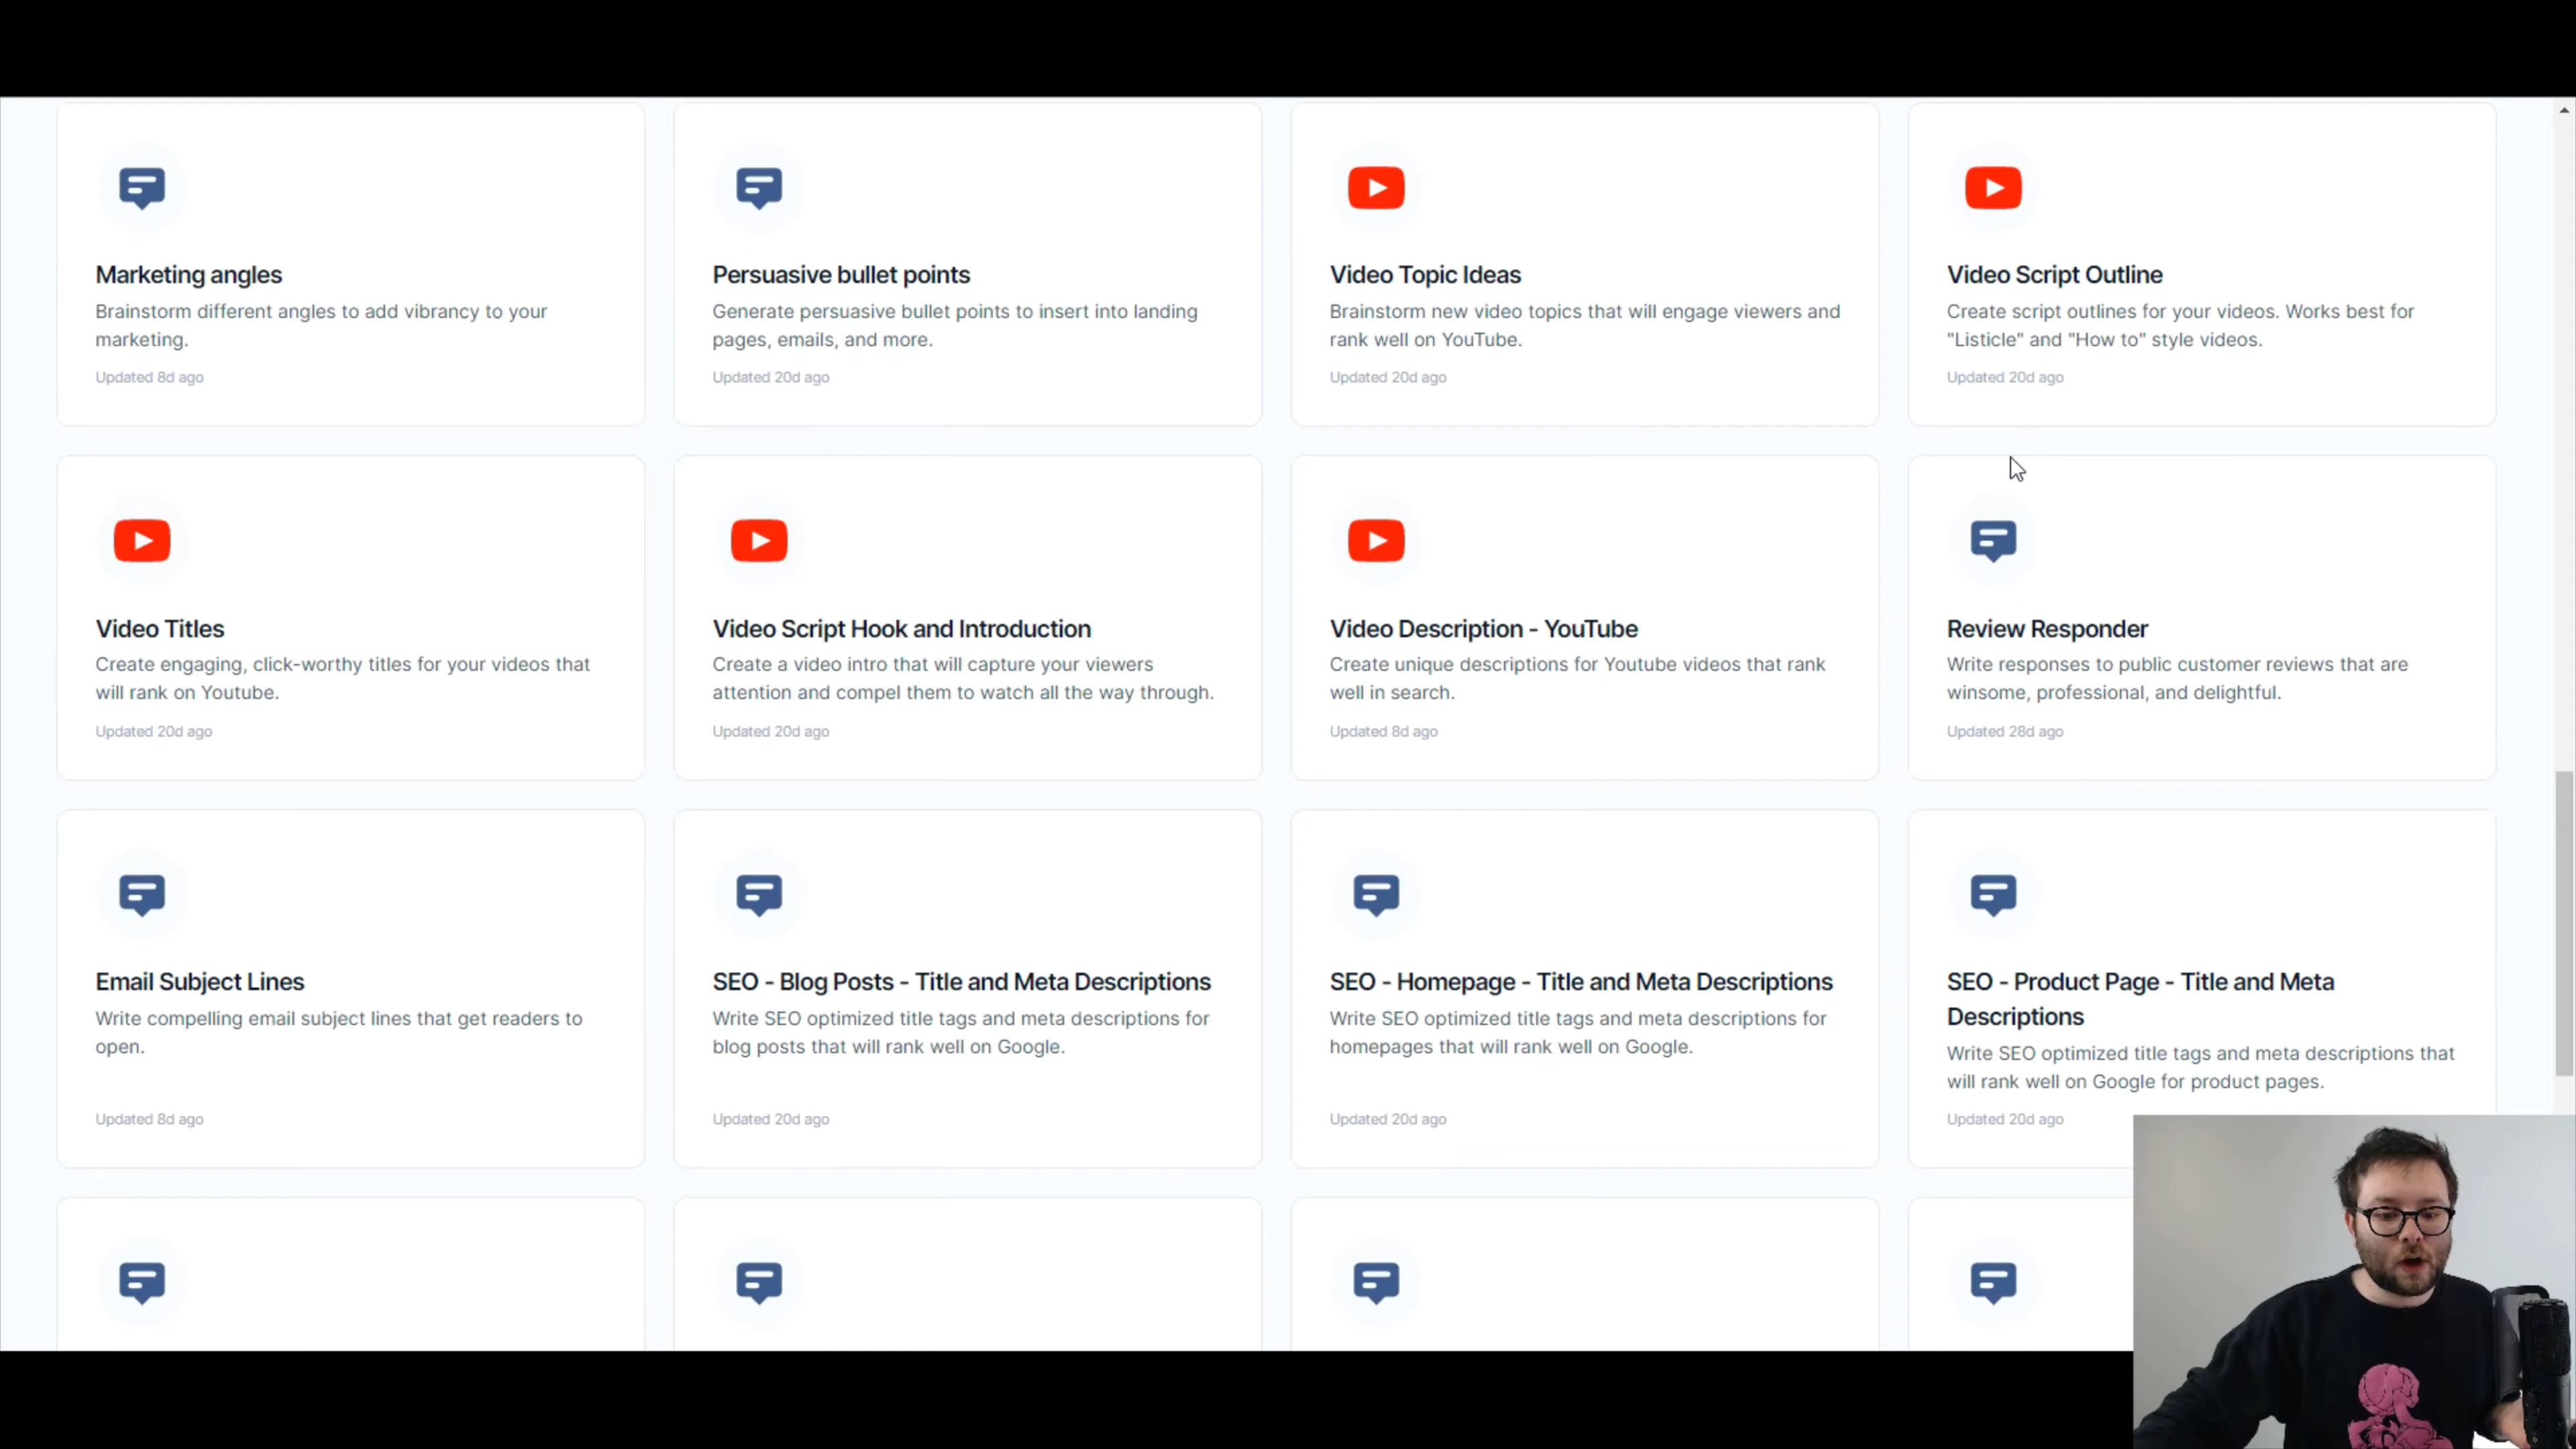 Marketing angles
Brainstorm different angles to add vibrancy to your
marketing.
Updated 8d ago
Persuasive bullet points
Generate persuasive bullet points to insert into landing
pages, emails, and more.
Updated 20d ago
Video Topic Ideas
Brainstorm new video topics that will engage viewers and
rank well on YouTube.
Updated 20d ago
Video Script Outline
Create script outlines for your videos. Works best for
"Listicle" and "How to" style videos.
Updated 20d ago
Video Titles
Create engaging, click-worthy titles for your videos that
will rank on Youtube.
Updated 20d ago
Video Script Hook and Introduction
Create a video intro that will capture your viewers
attention and compel them to watch all the way through.
Updated 20d ago
Video Description - YouTube
Create unique descriptions for Youtube videos that rank
well in search.
Updated 8d ago
Review Responder
Write responses to public customer reviews that are
winsome, professional, and delightful.
Updated 28d ago
Email Subject Lines
Write compelling email subject lines that get readers to
open.
Updated 8d ago
SEO - Blog Posts - Title and Meta Descriptions
Write SEO optimized title tags and meta descriptions for
blog posts that will rank well on Google.
Updated 20d ago
SEO - Homepage - Title and Meta Descriptions
Write SEO optimized title tags and meta descriptions for
homepages that will rank well on Google.
Updated 20d ago
SEO - Product Page - Title and Meta
Descriptions
Write SEO optimized title tags and meta descriptions that
will rank well on Google for product pages.
Updated 20d ago